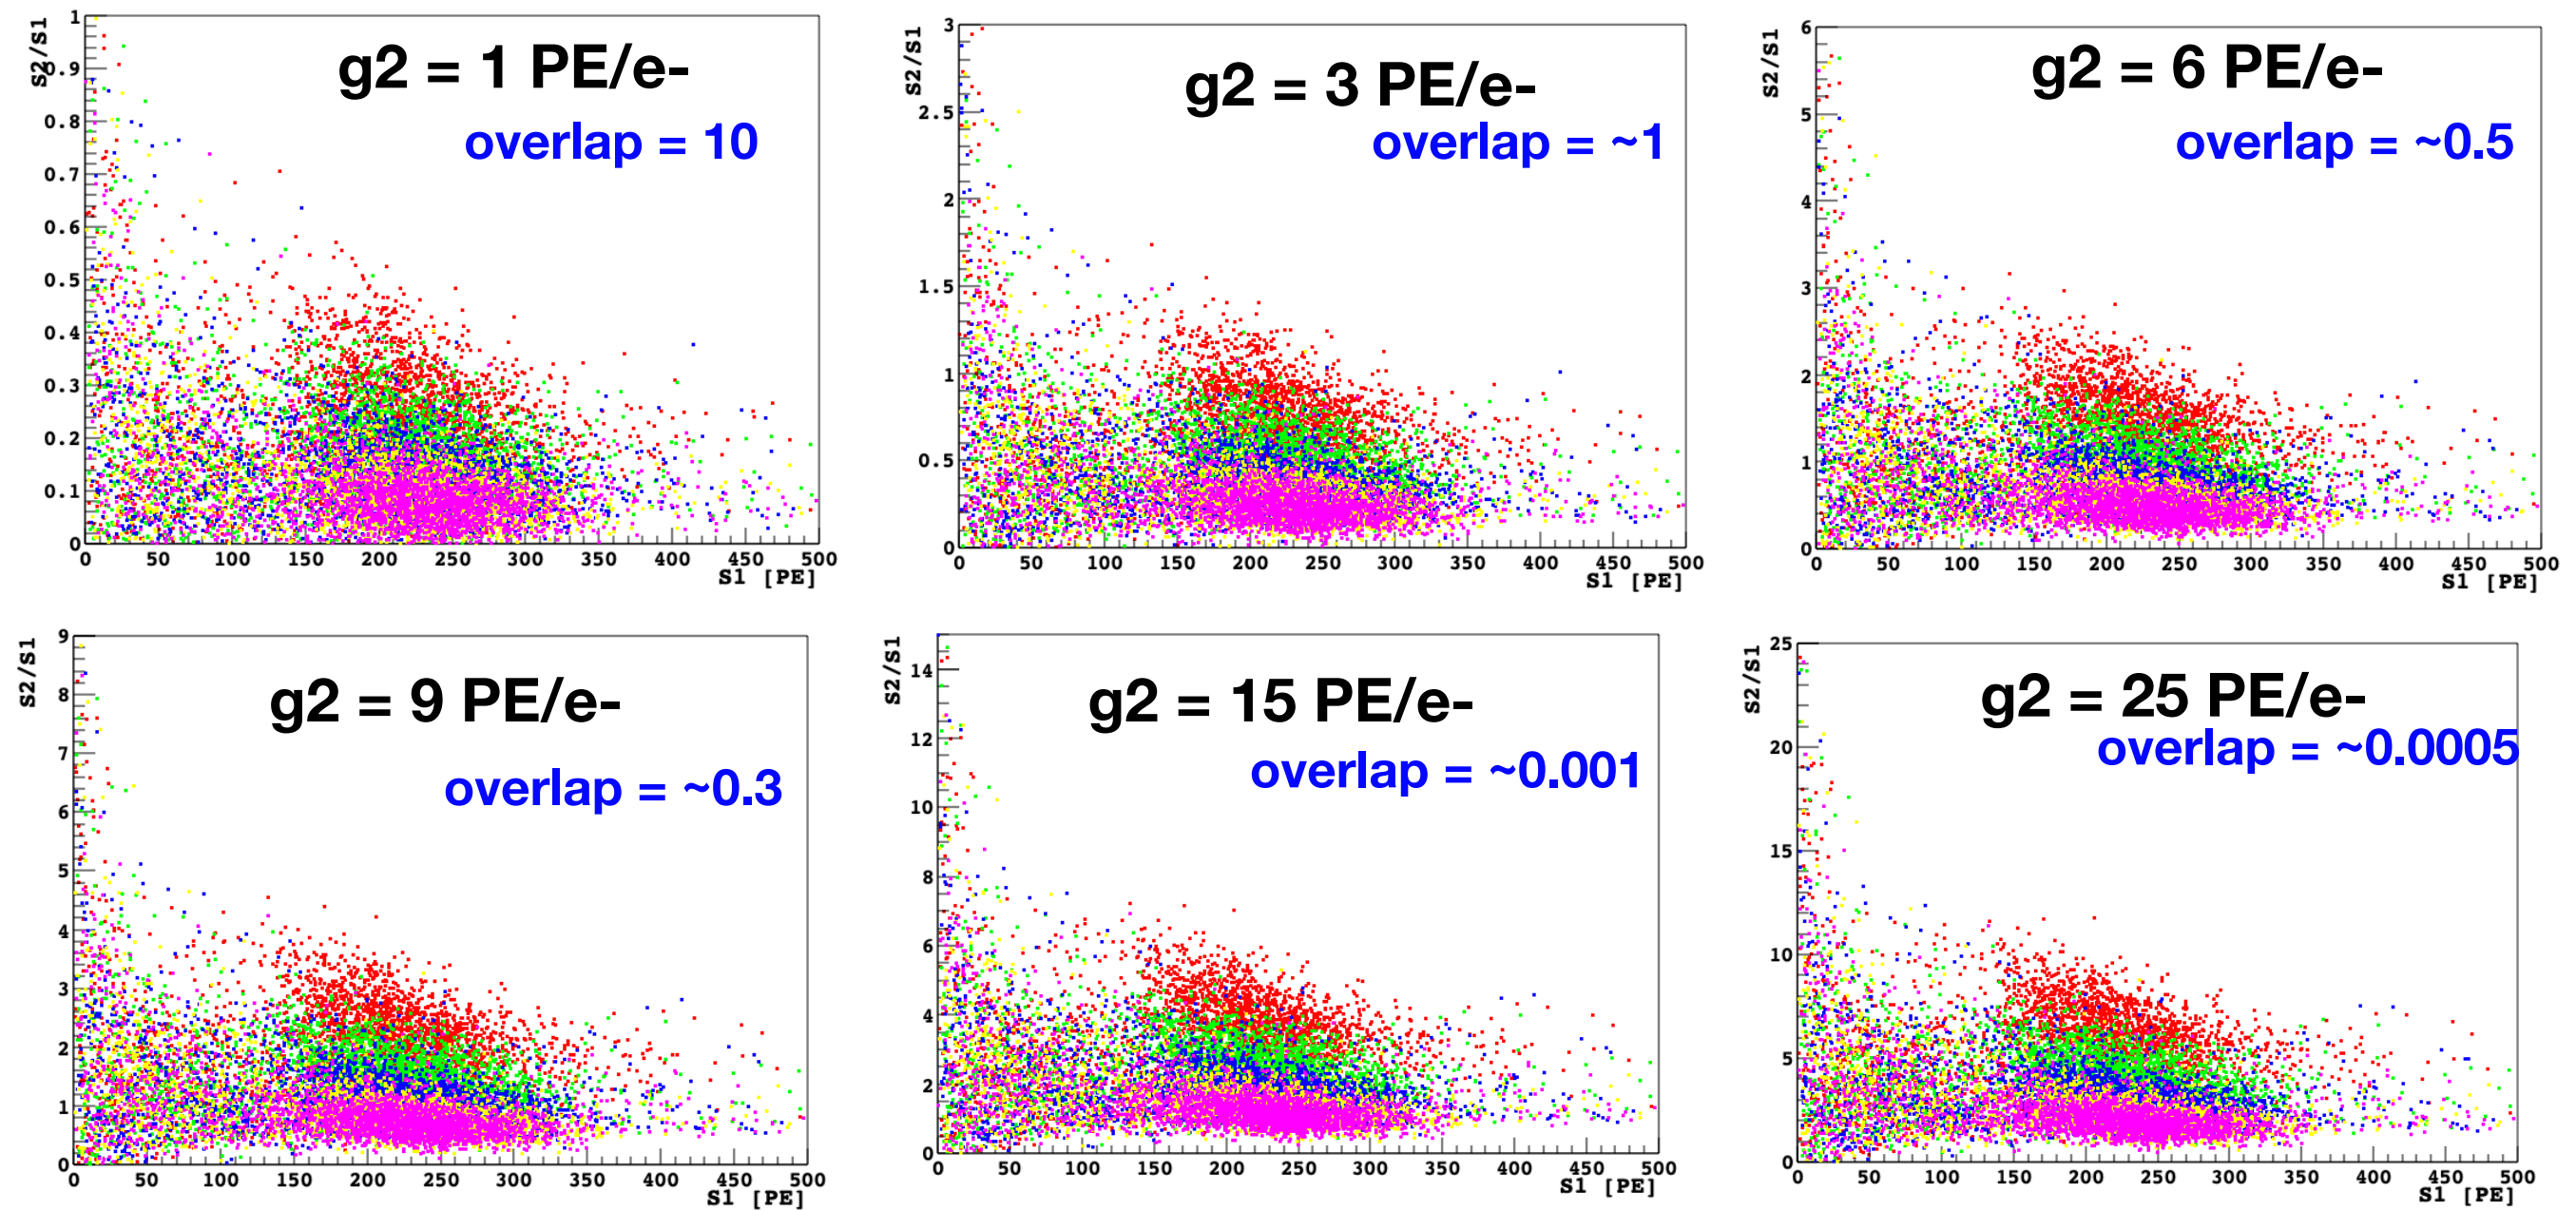 g2 = 1 PE/e-
overlap = 10
S2/S1
1
0.9
0.8
0.7
0.6
0.5
0.4
0.3
0.2
0.1
0
0 50 100 150 200 250 300 350 400 450 500
S1 [PE]
g2 = 3 PE/e-
overlap = ~1
S2/S1
3
2.5
2
1.5
1
0.5
0
0 50 100 150 200 250 300 350 400 450 500
S1 [PE]
g2 = 6 PE/e-
overlap = ~0.5
S2/S1
6
5
4
3
2
1
0
0 50 100 150 200 250 300 350 400 450 500
S1 [PE]
g2 = 9 PE/e-
overlap = ~0.3
S2/S1
9
8
7
6
5
4
3
2
1
0
0 50 100 150 200 250 300 350 400 450 500
S1 [PE]
g2 = 15 PE/e-
overlap = ~0.001
S2/S1
14
12
10
8
6
4
2
0
0 50 100 150 200 250 300 350 400 450 500
S1 [PE]
g2 = 25 PE/e-
overlap = ~0.0005
S2/S1
25
20
15
10
5
0
0 50 100 150 200 250 300 350 400 450 500
S1 [PE]